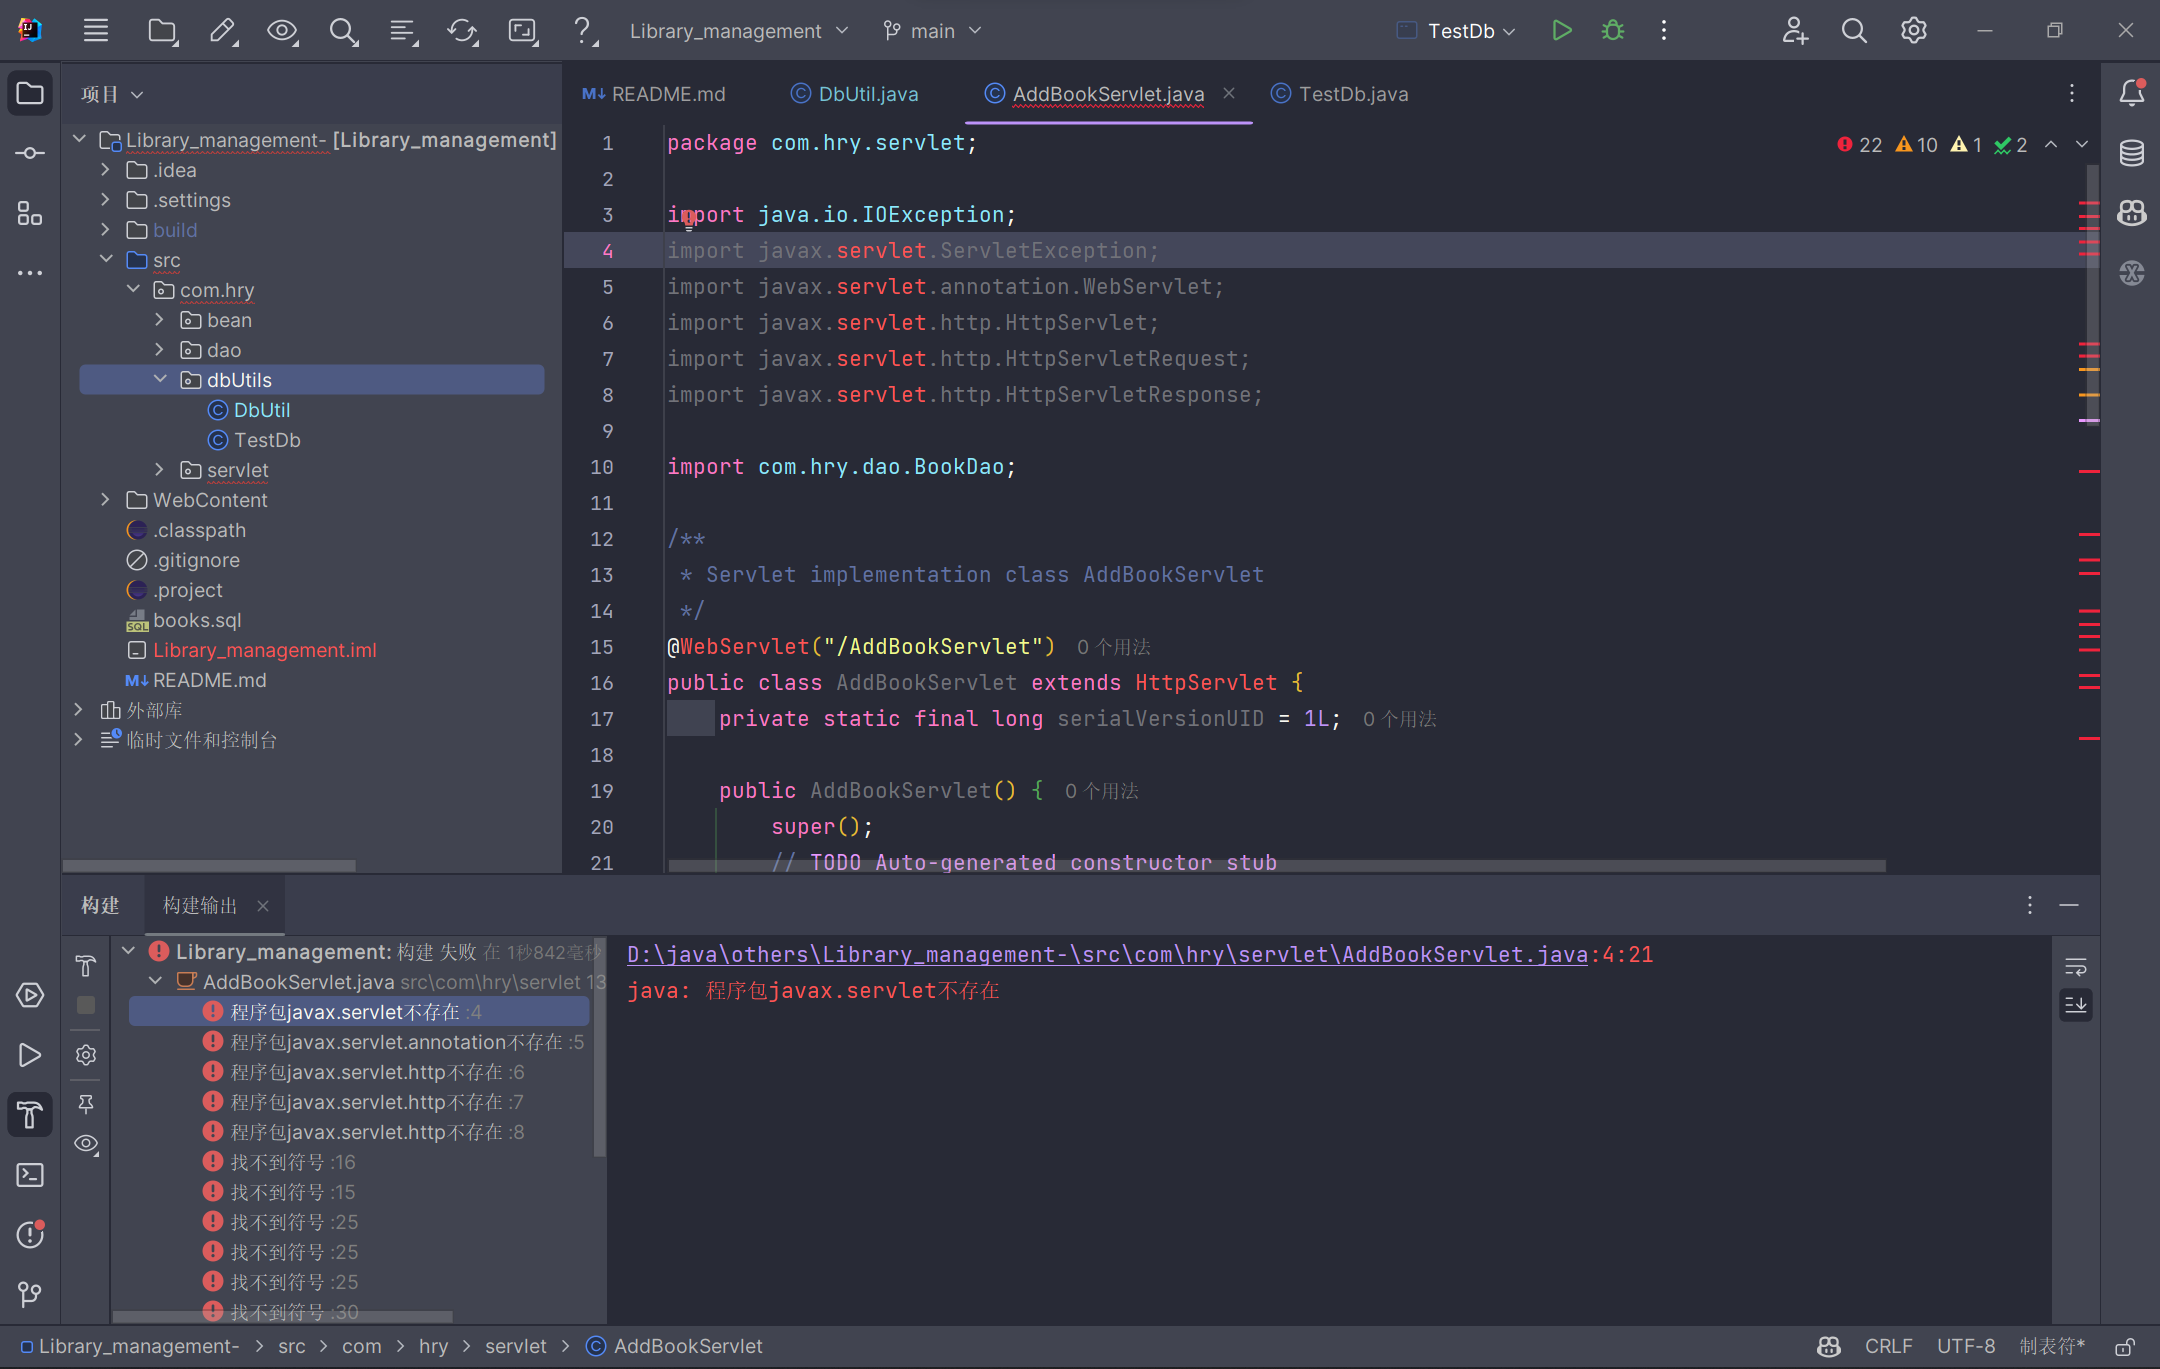 Library_management
main
TestDb
项目
README.md
DbUtil.java
AddBookServlet.java
TestDb.java
Library_management- [Library_management]
.idea
.settings
build
src
com.hry
bean
dao
dbUtils
DbUtil
TestDb
servlet
WebContent
.classpath
.gitignore
.project
books.sql
Library_management.iml
README.md
外部库
临时文件和控制台
22 10 1 2
1 package com.hry.servlet;
2
3 import java.io.IOException;
4 import javax.servlet.ServletException;
5 import javax.servlet.annotation.WebServlet;
6 import javax.servlet.http.HttpServlet;
7 import javax.servlet.http.HttpServletRequest;
8 import javax.servlet.http.HttpServletResponse;
9
10 import com.hry.dao.BookDao;
11
12 /**
13 * Servlet implementation class AddBookServlet
14 */
15 @WebServlet("/AddBookServlet") 0 个用法
16 public class AddBookServlet extends HttpServlet {
17 private static final long serialVersionUID = 1L; 0 个用法
18
19 public AddBookServlet() { 0 个用法
20 super();
21 // TODO Auto-generated constructor stub
构建
构建输出
Library_management: 构建 失败 在 1秒842毫秒
AddBookServlet.java src\com\hry\servlet 13
程序包javax.servlet不存在 :4
程序包javax.servlet.annotation不存在 :5
程序包javax.servlet.http不存在 :6
程序包javax.servlet.http不存在 :7
程序包javax.servlet.http不存在 :8
找不到符号 :16
找不到符号 :15
找不到符号 :25
找不到符号 :25
找不到符号 :25
找不到符号 :30
D:\java\others\Library_management-\src\com\hry\servlet\AddBookServlet.java:4:21
java: 程序包javax.servlet不存在
Library_management- > src > com > hry > servlet > AddBookServlet
CRLF
UTF-8
制表符*